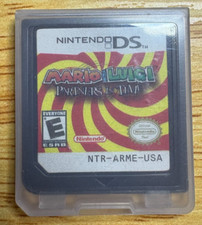 NINTENDO DS
MARIO & LUIGI
PARTNERS IN TIME
EVERYONE
E
ESRB
Nintendo
NTR-ARME-USA